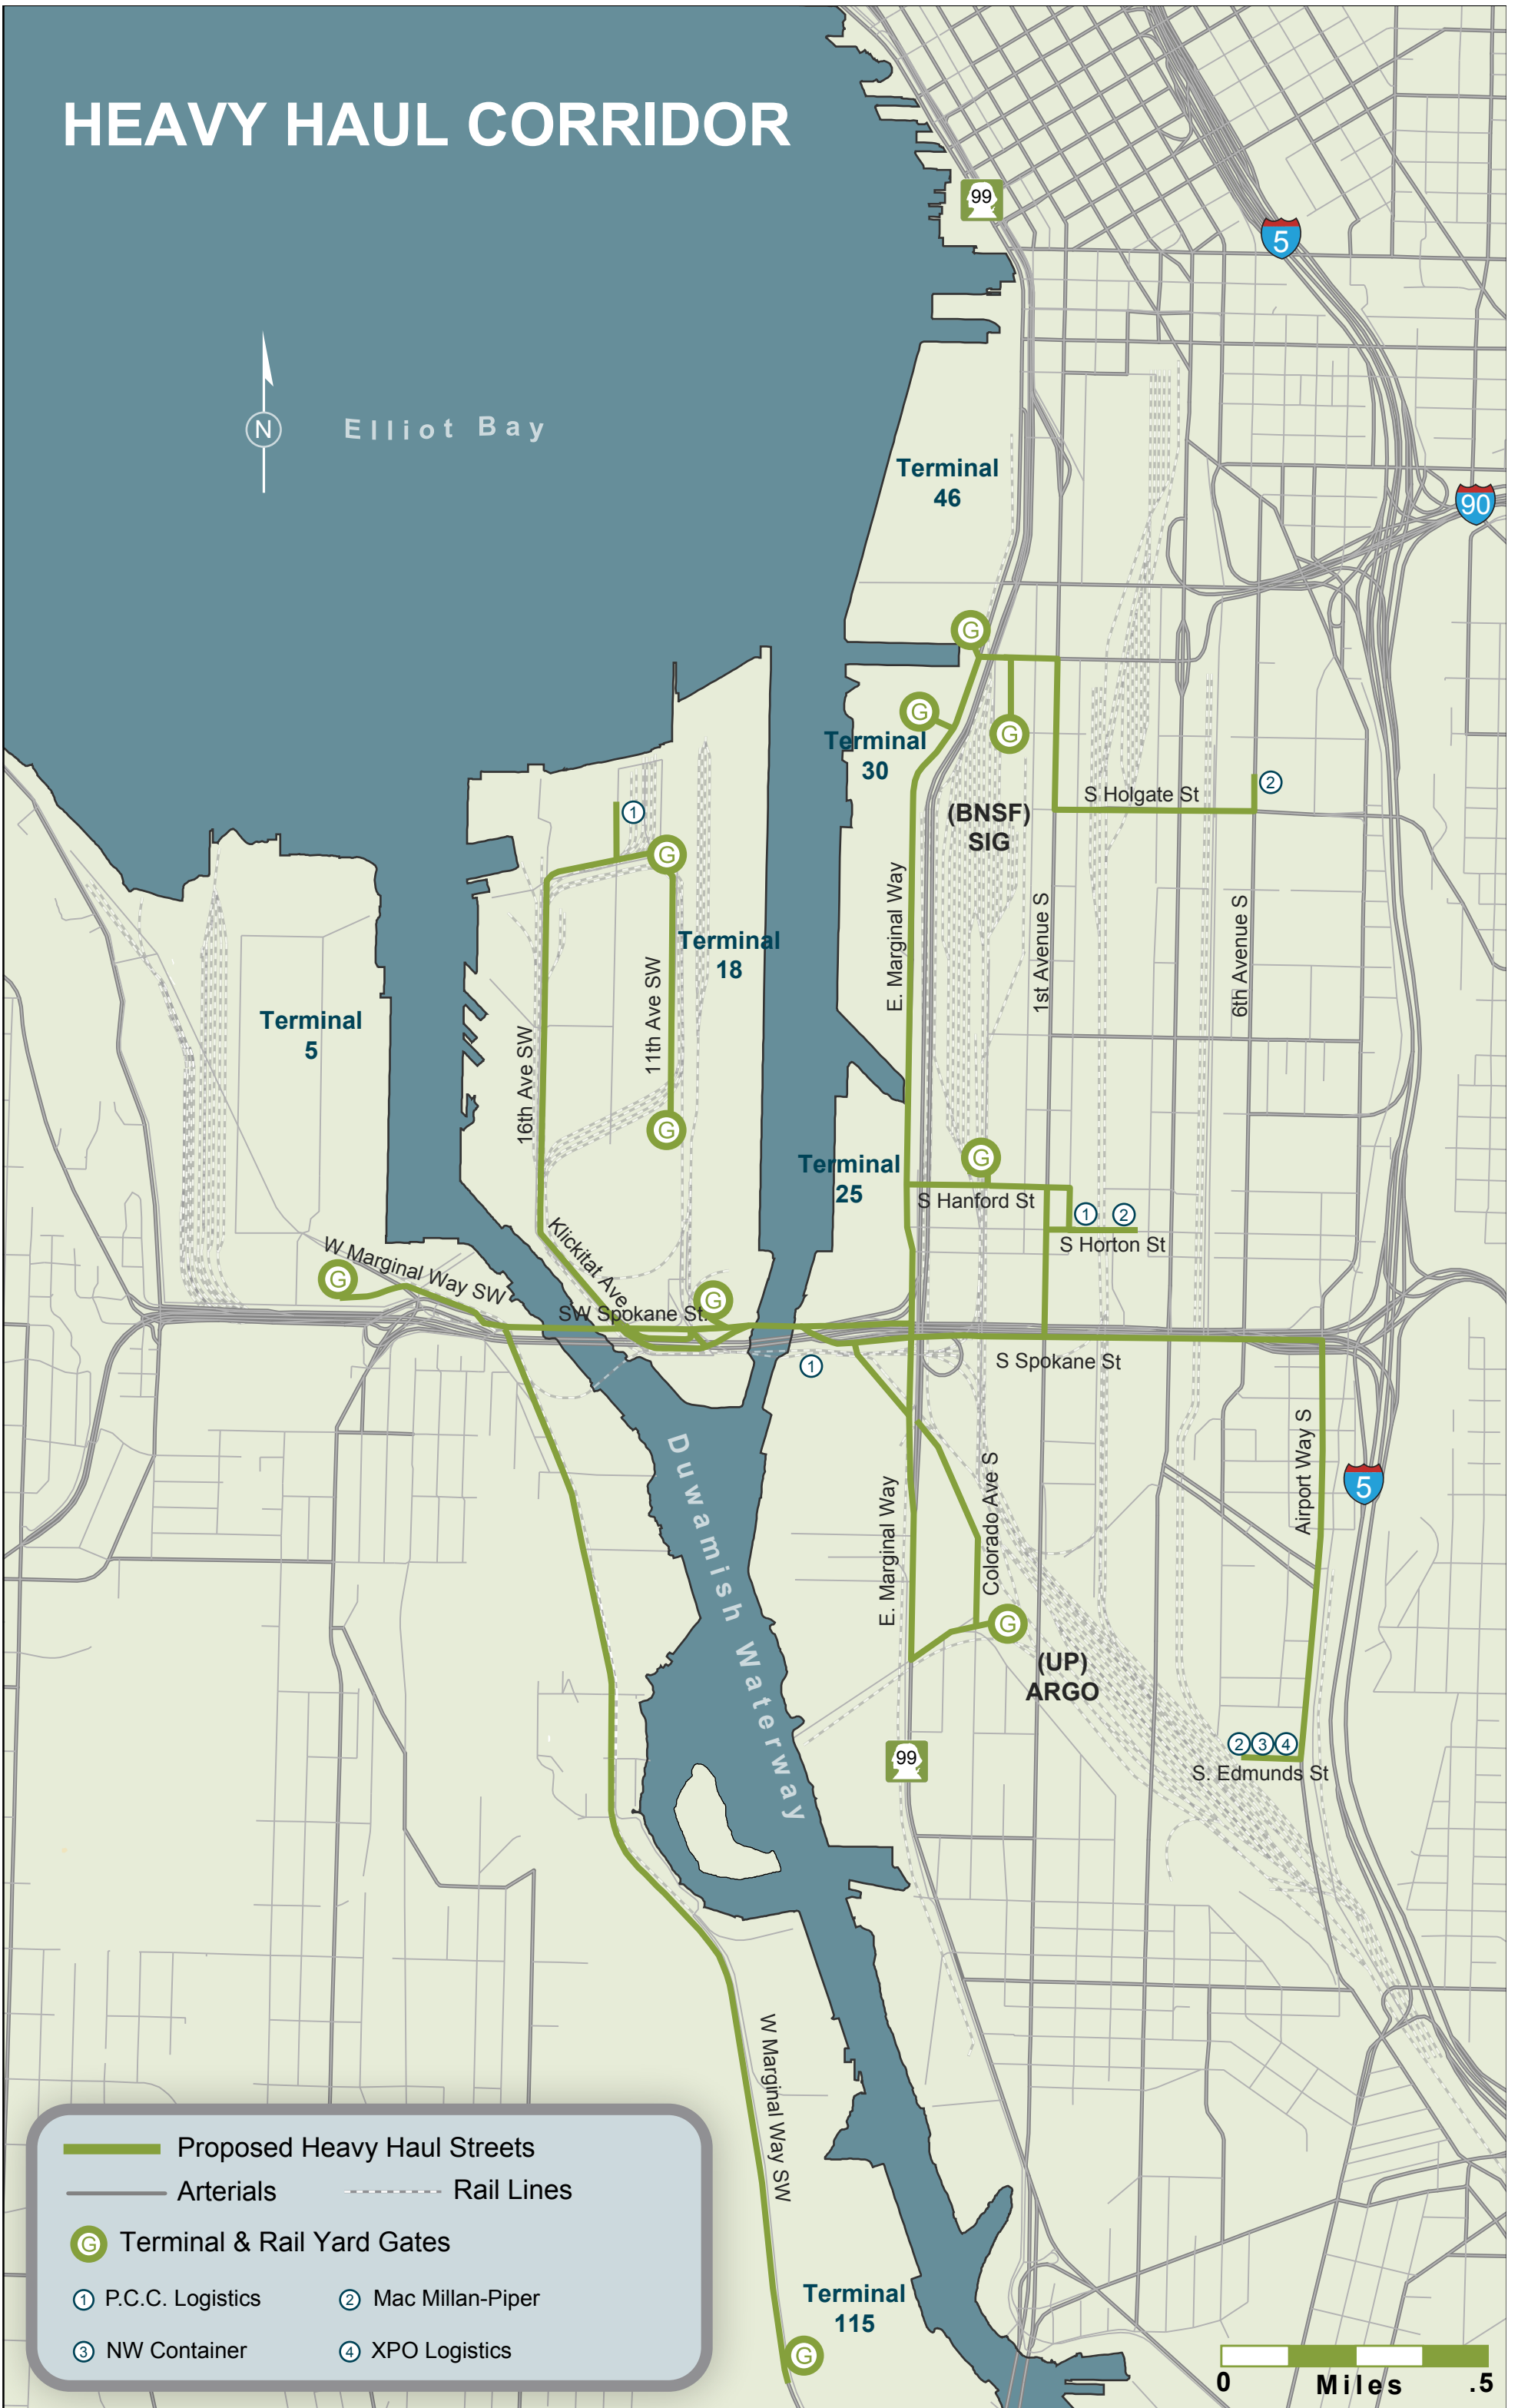 HEAVY HAUL CORRIDOR
99
5
N
Elliot Bay
Terminal
46
90
G
G
Terminal
30
G
S Holgate St
2
(BNSF)
SIG
1
G
E. Marginal Way
1st Avenue S
6th Avenue S
Terminal
18
11th Ave SW
16th Ave SW
Terminal
5
G
G
Terminal
25
S Hanford St
1
2
S Horton St
Klickitat Ave
W Marginal Way SW
G
G
SW Spokane St.
1
S Spokane St
Airport Way S
5
Duwamish Waterway
E. Marginal Way
Colorado Ave S
G
(UP)
ARGO
99
2 3 4
S. Edmunds St
W Marginal Way SW
Terminal
115
G
Proposed Heavy Haul Streets
Arterials
Rail Lines
G Terminal & Rail Yard Gates
1 P.C.C. Logistics
2 Mac Millan-Piper
3 NW Container
4 XPO Logistics
0 Miles .5